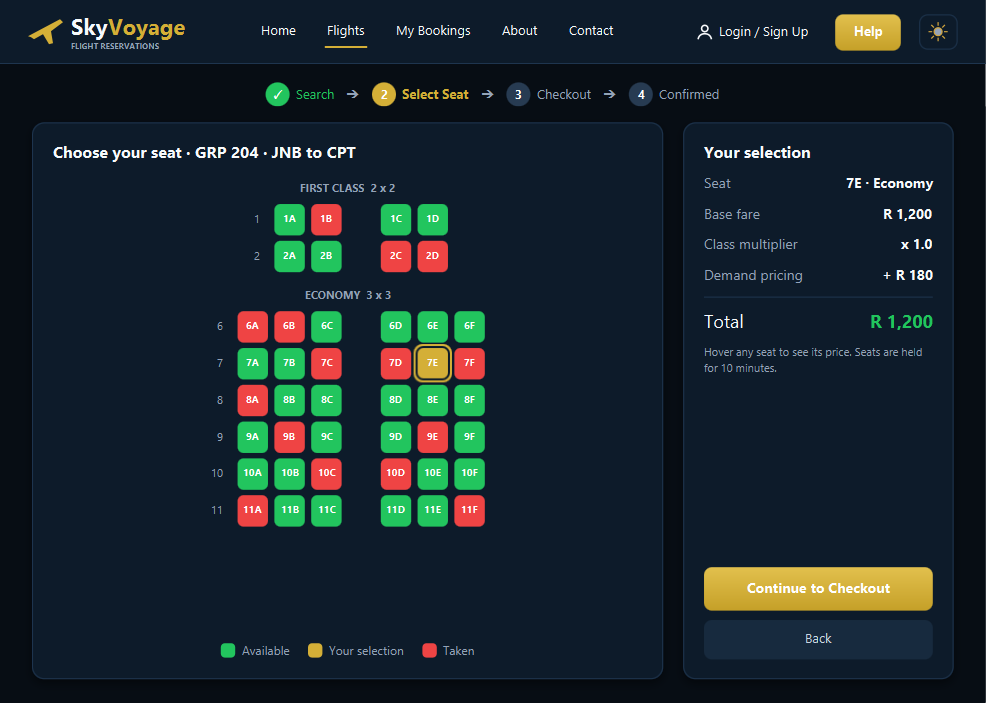 SkyVoyage
FLIGHT RESERVATIONS
Home Flights My Bookings About Contact
Login / Sign Up
Help
✓ Search → 2 Select Seat → 3 Checkout → 4 Confirmed
Choose your seat · GRP 204 · JNB to CPT
FIRST CLASS 2 x 2
1 1A 1B 1C 1D
2 2A 2B 2C 2D
ECONOMY 3 x 3
6 6A 6B 6C 6D 6E 6F
7 7A 7B 7C 7D 7E 7F
8 8A 8B 8C 8D 8E 8F
9 9A 9B 9C 9D 9E 9F
10 10A 10B 10C 10D 10E 10F
11 11A 11B 11C 11D 11E 11F
Available Your selection Taken
Your selection
Seat 7E · Economy
Base fare R 1,200
Class multiplier x 1.0
Demand pricing + R 180
Total R 1,200
Hover any seat to see its price. Seats are held
for 10 minutes.
Continue to Checkout
Back